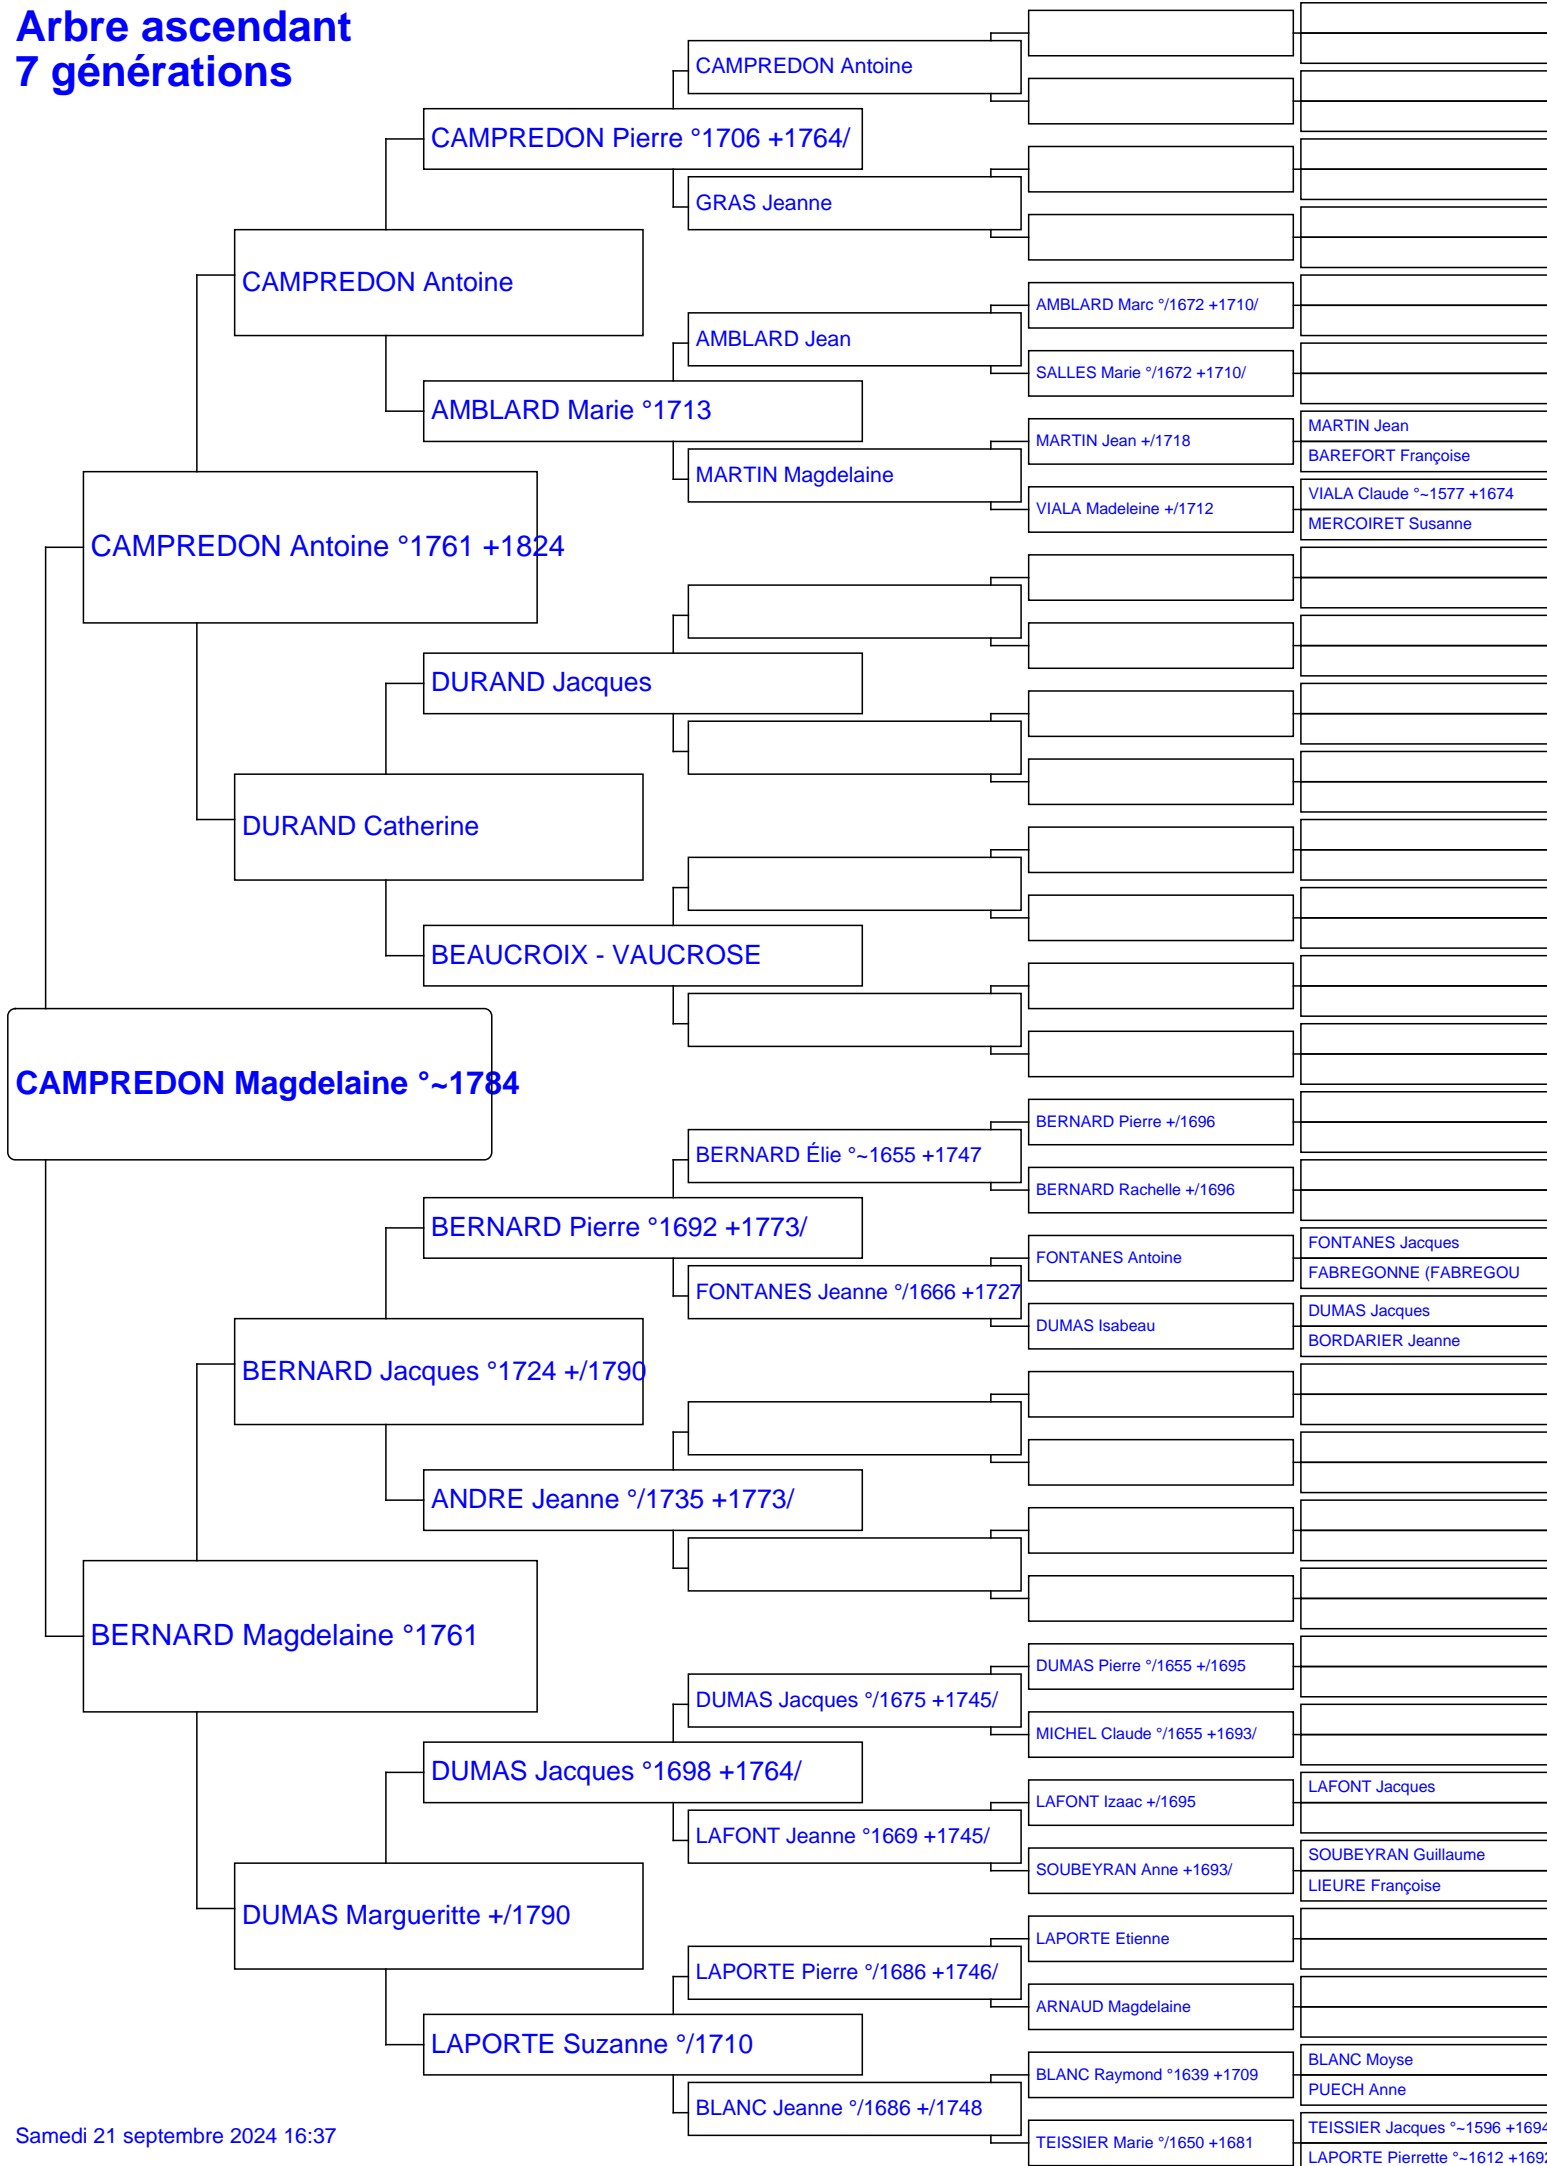 Arbre ascendant
7 générations
CAMPREDON Antoine
CAMPREDON Pierre °1706 +1764/
GRAS Jeanne
CAMPREDON Antoine
AMBLARD Marc °/1672 +1710/
AMBLARD Jean
SALLES Marie °/1672 +1710/
AMBLARD Marie °1713
MARTIN Jean
MARTIN Jean +/1718
BAREFORT Françoise
MARTIN Magdelaine
VIALA Claude °~1577 +1674
VIALA Madeleine +/1712
MERCOIRET Susanne
CAMPREDON Antoine °1761 +1824
DURAND Jacques
DURAND Catherine
BEAUCROIX - VAUCROSE
CAMPREDON Magdelaine °~1784
BERNARD Pierre +/1696
BERNARD Élie °~1655 +1747
BERNARD Rachelle +/1696
BERNARD Pierre °1692 +1773/
FONTANES Jacques
FONTANES Antoine
FABREGONNE (FABREGOU
FONTANES Jeanne °/1666 +1727
DUMAS Jacques
DUMAS Isabeau
BORDARIER Jeanne
BERNARD Jacques °1724 +/1790
ANDRE Jeanne °/1735 +1773/
BERNARD Magdelaine °1761
DUMAS Pierre °/1655 +/1695
DUMAS Jacques °/1675 +1745/
MICHEL Claude °/1655 +1693/
DUMAS Jacques °1698 +1764/
LAFONT Jacques
LAFONT Izaac +/1695
LAFONT Jeanne °1669 +1745/
SOUBEYRAN Guillaume
SOUBEYRAN Anne +1693/
LIEURE Françoise
DUMAS Margueritte +/1790
LAPORTE Etienne
LAPORTE Pierre °/1686 +1746/
ARNAUD Magdelaine
LAPORTE Suzanne °/1710
BLANC Moyse
BLANC Raymond °1639 +1709
PUECH Anne
BLANC Jeanne °/1686 +/1748
TEISSIER Jacques °~1596 +1694
TEISSIER Marie °/1650 +1681
LAPORTE Pierrette °~1612 +1692
Samedi 21 septembre 2024 16:37